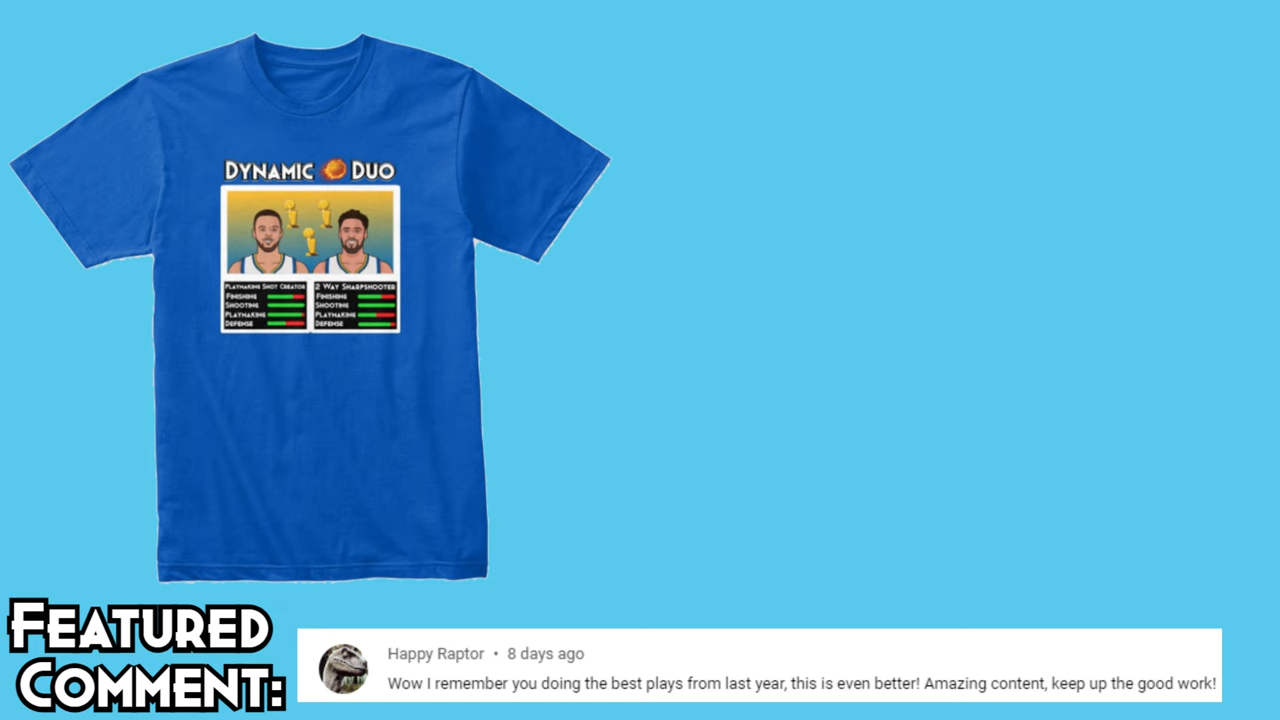 Dynamic Duo
Playmaking Shot Creator
Finishing
Shooting
Playmaking
Defense
2 Way Sharpshooter
Finishing
Shooting
Playmaking
Defense
Featured
Comment:
Happy Raptor • 8 days ago
Wow I remember you doing the best plays from last year, this is even better! Amazing content, keep up the good work!